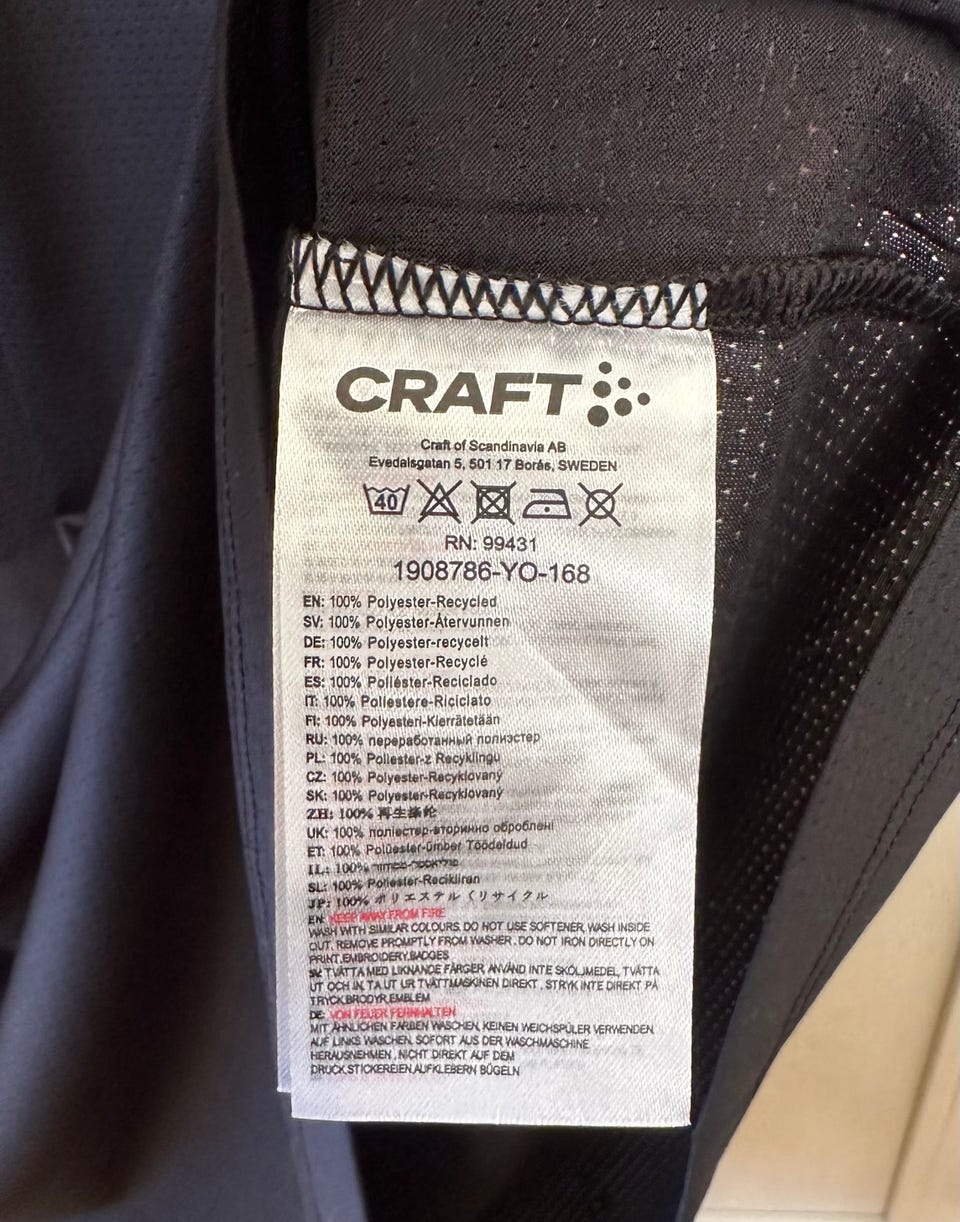 CRAFT
Craft of Scandinavia AB
Evedalsgatan 5, 501 17 Borås, SWEDEN
40
RN: 99431
1908786-YO-168
EN: 100% Polyester-Recycled
SV: 100% Polyester-Återvunnen
DE: 100% Polyester-recycelt
FR: 100% Polyester-Recyclé
ES: 100% Poliéster-Reciclado
IT: 100% Poliestere-Riciclato
FI: 100% Polyesteri-Kierrätetään
RU: 100% переработанный полиэстер
PL: 100% Poliester-z Recyklingu
CZ: 100% Polyester-Recyklovaný
SK: 100% Polyester-Recyklovaný
ZH: 100% 再生涤纶
UK: 100% поліестер-вторинно оброблені
ET: 100% Polüester-ümber Töödeldud
IL: 100%
SL: 100% Poliester-Recikliran
JP: 100% ポリエステル (リサイクル
EN: KEEP AWAY FROM FIRE
WASH WITH SIMILAR COLOURS. DO NOT USE SOFTENER, WASH INSIDE
OUT, REMOVE PROMPTLY FROM WASHER . DO NOT IRON DIRECTLY ON
PRINT,EMBROIDERY,BADGES
TVÄTTA MED LIKNANDE FÄRGER, ANVÄND INTE SKÖLJMEDEL, TVÄTTA
UT OCH IN, TA UT UR TVÄTTMASKINEN DIREKT . STRYK INTE DIREKT PÅ
TRYCK,BRODYR,EMBLEM
DE: VON FEUER FERNHALTEN
MIT ÄHNLICHEN FARBEN WASCHEN, KEINEN WEICHSPÜLER VERWENDEN.
AUF LINKS WASCHEN, SOFORT AUS DER WASCHMASCHINE
HERAUSNEHMEN . NICHT DIREKT AUF DEM
DRUCK,STICKEREIEN,AUFKLEBERN BÜGELN